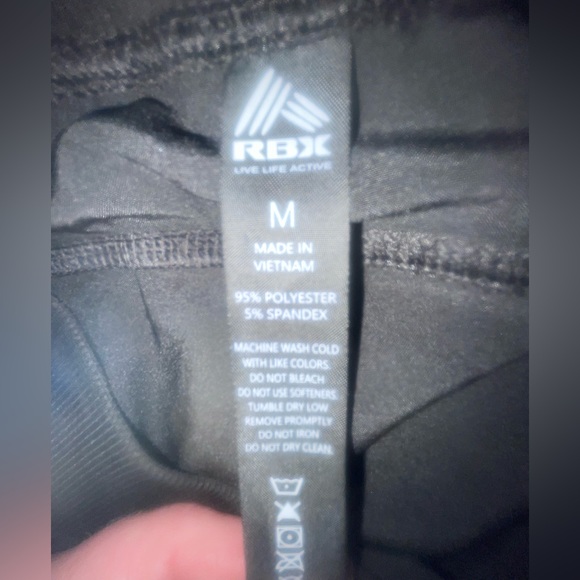 RBX
LIVE LIFE ACTIVE
M
MADE IN
VIETNAM
95% POLYESTER
5% SPANDEX
MACHINE WASH COLD
WITH LIKE COLORS.
DO NOT BLEACH
DO NOT USE SOFTENERS.
TUMBLE DRY LOW
REMOVE PROMPTLY
DO NOT IRON
DO NOT DRY CLEAN.